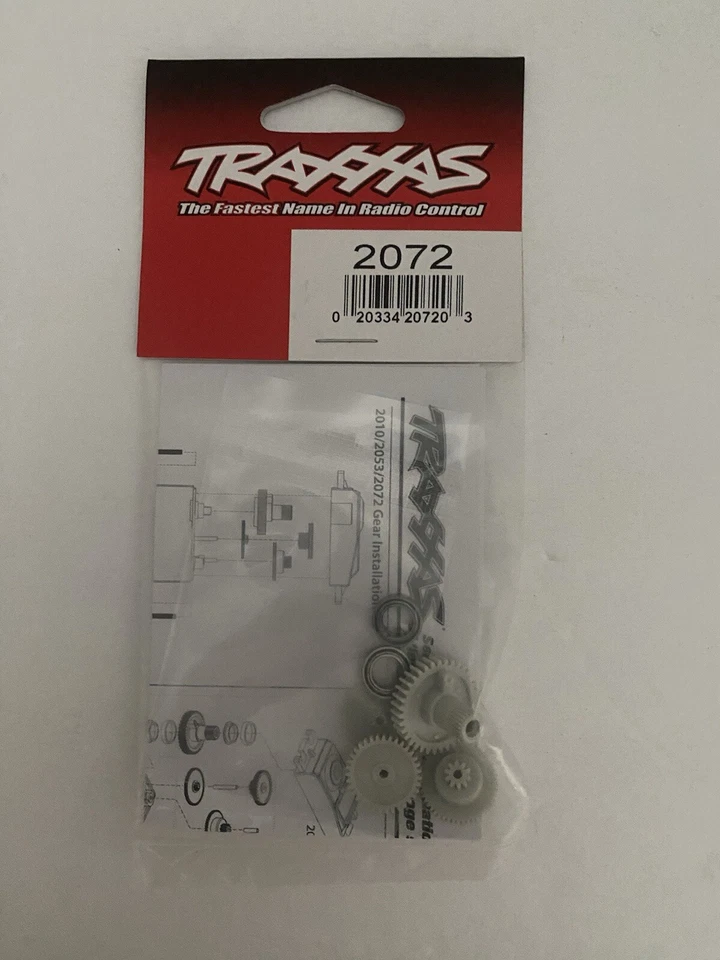 TRAXXAS
The Fastest Name In Radio Control
2072
0 20334 20720 3
TRAXXAS
2010/2053/2072 Gear Installation